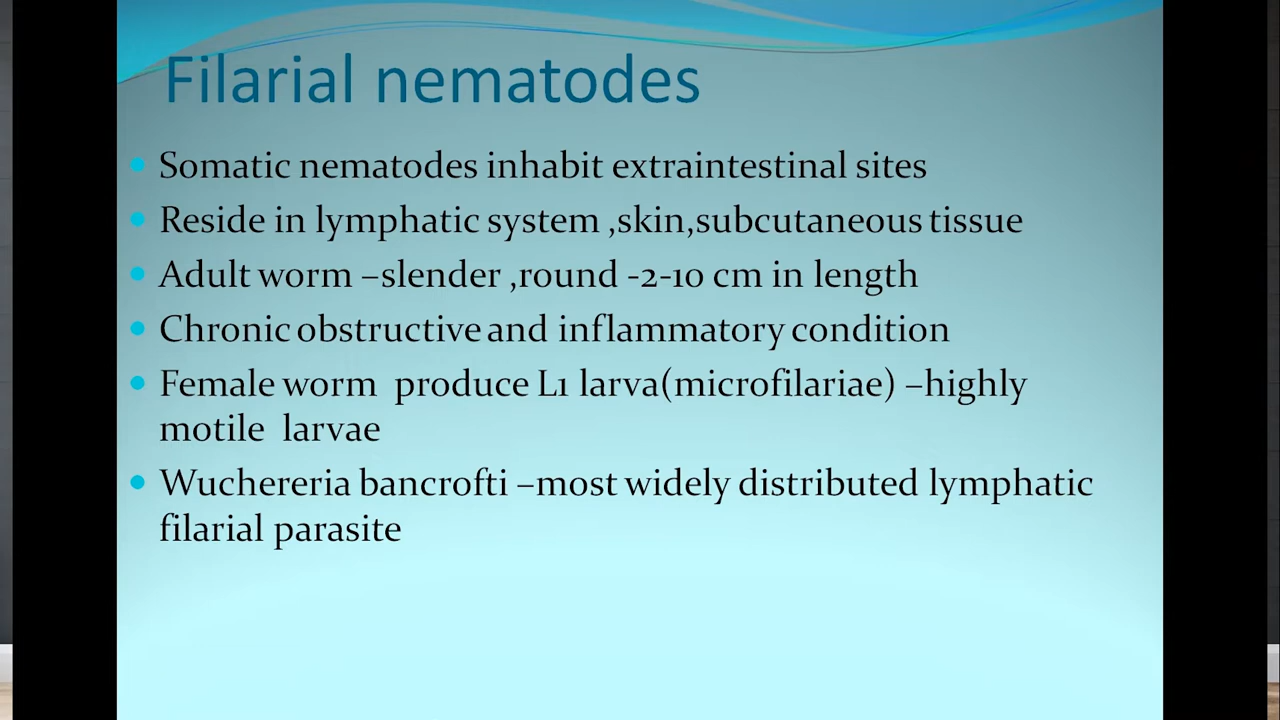 Filarial nematodes
Somatic nematodes inhabit extraintestinal sites
Reside in lymphatic system ,skin,subcutaneous tissue
Adult worm –slender ,round -2-10 cm in length
Chronic obstructive and inflammatory condition
Female worm produce L1 larva(microfilariae) –highly
motile larvae
Wuchereria bancrofti –most widely distributed lymphatic
filarial parasite